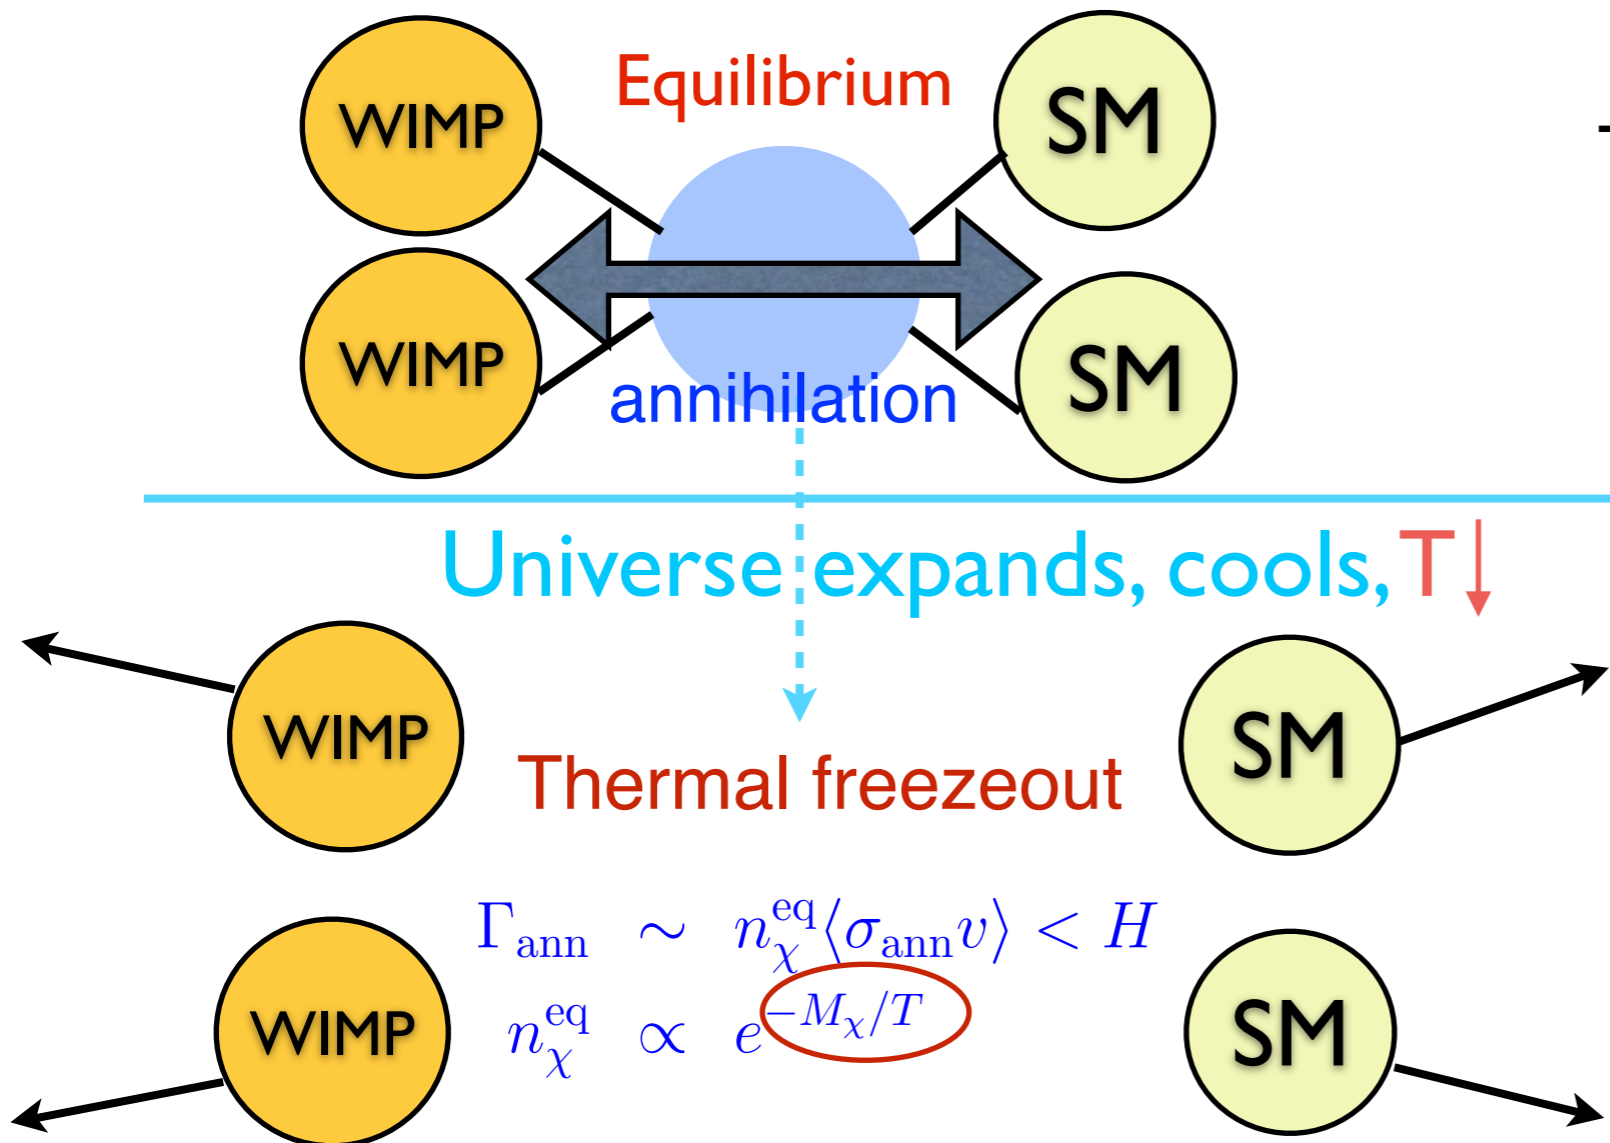 WIMP Equilibrium SM
WIMP annihilation SM
Universe expands, cools, T↓
WIMP SM
Thermal freezeout
Γ_ann ∼ n_χ^eq⟨σ_ann v⟩ < H
n_χ^eq ∝ e^{−M_χ/T}
WIMP SM